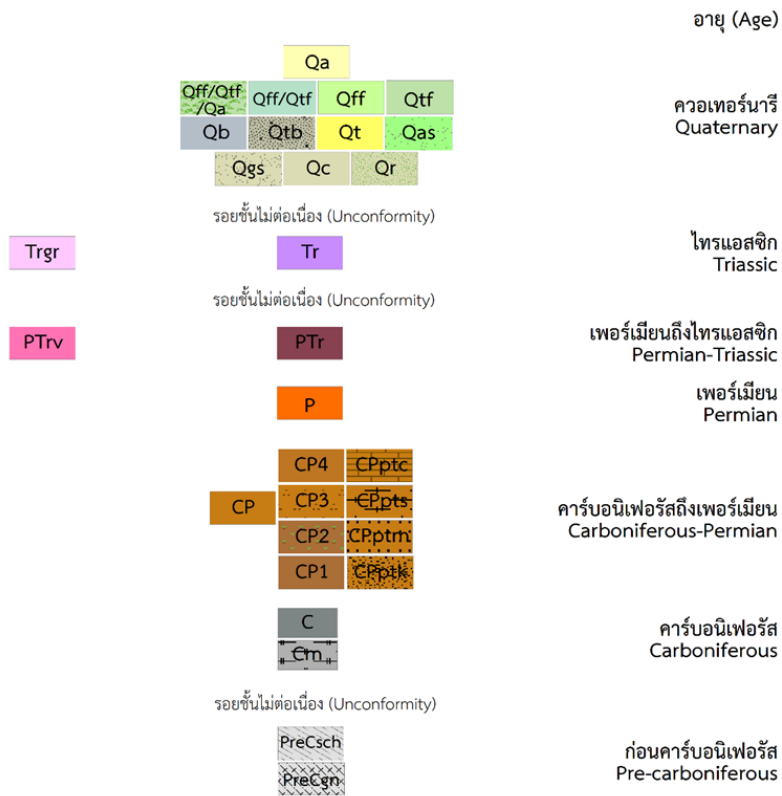 อายุ (Age)
Qa
Qff/Qtf
/Qa
Qff/Qtf
Qff
Qtf
ควอเทอร์นารี
Quaternary
Qb
Qtb
Qt
Qas
Qgs
Qc
Qr
รอยชั้นไม่ต่อเนื่อง (Unconformity)
Trgr
Tr
ไทรแอสซิก
Triassic
รอยชั้นไม่ต่อเนื่อง (Unconformity)
PTrv
PTr
เพอร์เมียนถึงไทรแอสซิก
Permian-Triassic
P
เพอร์เมียน
Permian
CP4
CPptc
CP
CP3
CPpts
คาร์บอนิเฟอรัสถึงเพอร์เมียน
Carboniferous-Permian
CP2
CPptm
CP1
CPptk
C
Cm
คาร์บอนิเฟอรัส
Carboniferous
รอยชั้นไม่ต่อเนื่อง (Unconformity)
PreCsch
PreCgn
ก่อนคาร์บอนิเฟอรัส
Pre-carboniferous